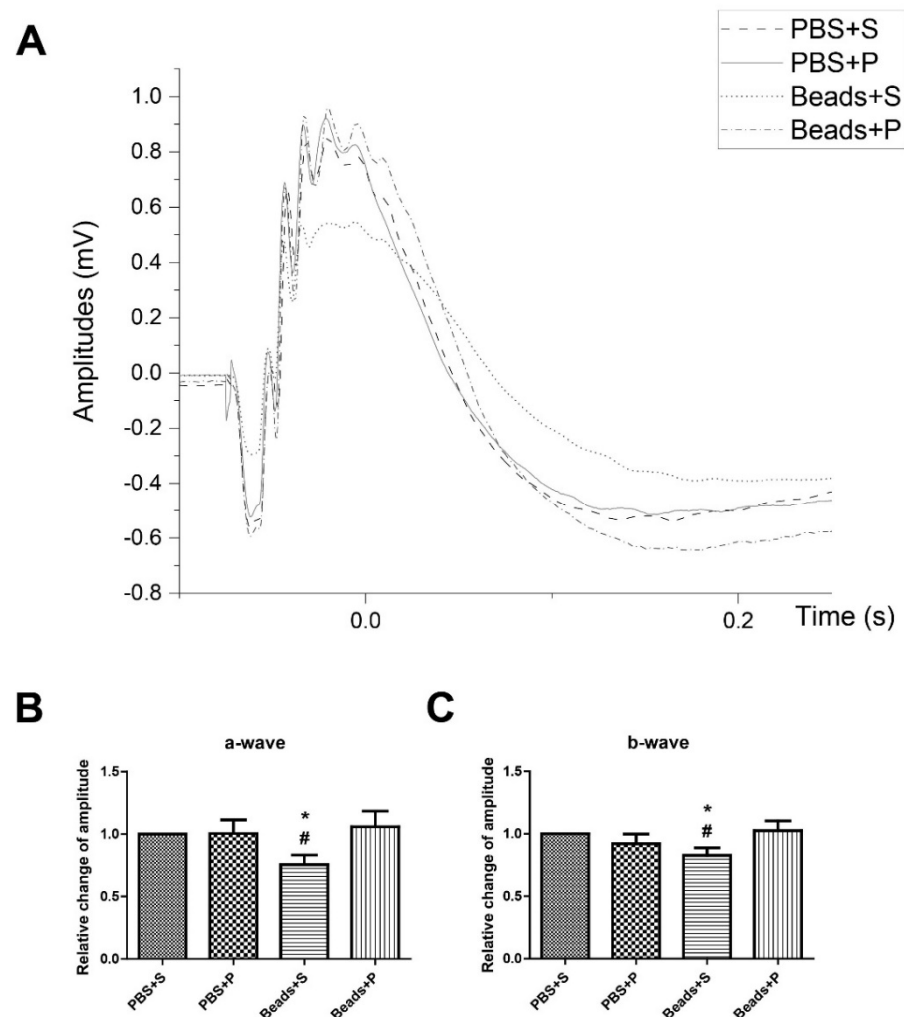 A
PBS+S
PBS+P
Beads+S
Beads+P
Amplitudes (mV)
1.0
0.8
0.6
0.4
0.2
0.0
-0.2
-0.4
-0.6
-0.8
0.0
0.2
Time (s)
B
a-wave
Relative change of amplitude
1.5
1.0
0.5
0.0
*
#
PBS+S
PBS+P
Beads+S
Beads+P
C
b-wave
Relative change of amplitude
1.5
1.0
0.5
0.0
*
#
PBS+S
PBS+P
Beads+S
Beads+P